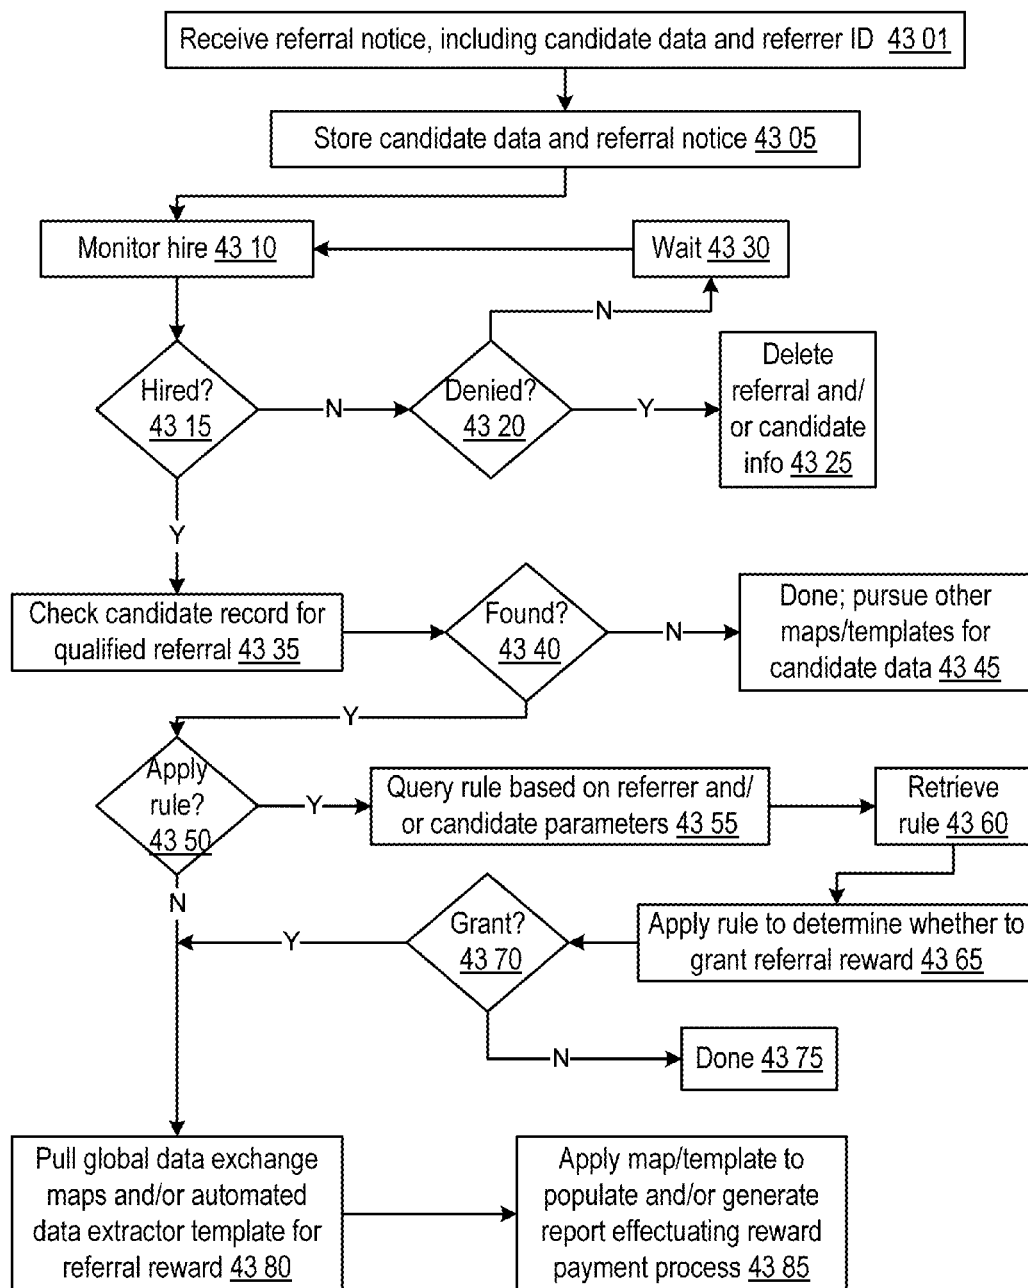 Receive referral notice, including candidate data and referrer ID 43 01
Store candidate data and referral notice 43 05
Monitor hire 43 10
Wait 43 30
N
Hired?
43 15
N
Denied?
43 20
Y
Delete
referral and/
or candidate
info 43 25
Y
Check candidate record for
qualified referral 43 35
Found?
43 40
N
Done; pursue other
maps/templates for
candidate data 43 45
Y
Apply
rule?
43 50
Y
Query rule based on referrer and/
or candidate parameters 43 55
Retrieve
rule 43 60
N
Apply rule to determine whether to
grant referral reward 43 65
Grant?
43 70
Y
N
Done 43 75
Pull global data exchange
maps and/or automated
data extractor template for
referral reward 43 80
Apply map/template to
populate and/or generate
report effectuating reward
payment process 43 85